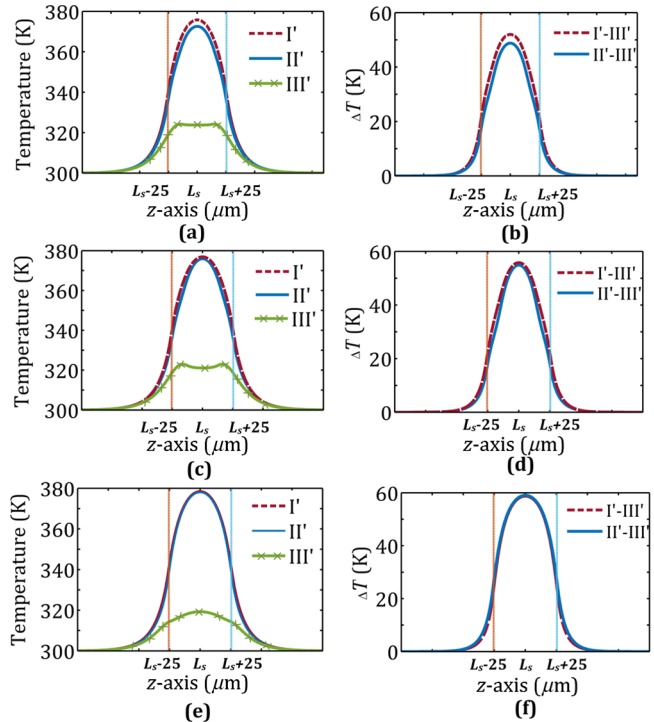 380
360
340
320
300
Temperature (K)
I'
II'
III'
Ls-25 Ls Ls+25
z-axis (μm)
(a)
60
40
20
0
ΔT (K)
I'-III'
II'-III'
Ls-25 Ls Ls+25
z-axis (μm)
(b)
380
360
340
320
300
Temperature (K)
I'
II'
III'
Ls-25 Ls Ls+25
z-axis (μm)
(c)
60
40
20
0
ΔT (K)
I'-III'
II'-III'
Ls-25 Ls Ls+25
z-axis (μm)
(d)
380
360
340
320
300
Temperature (K)
I'
II'
III'
Ls-25 Ls Ls+25
z-axis (μm)
(e)
60
40
20
0
ΔT (K)
I'-III'
II'-III'
Ls-25 Ls Ls+25
z-axis (μm)
(f)